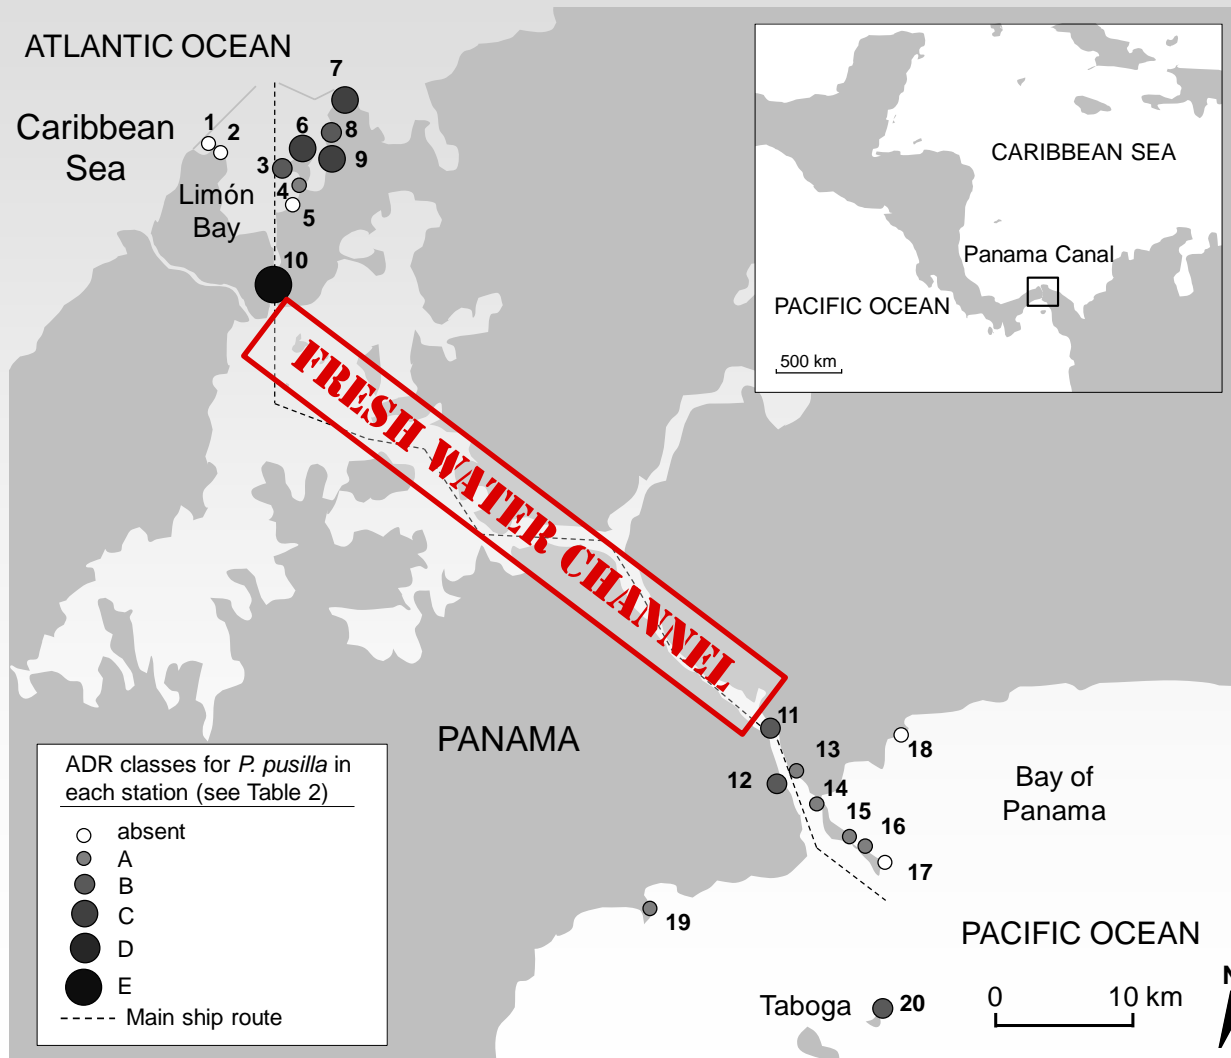 ATLANTIC OCEAN
Caribbean
Sea
Limón
Bay
1
2
3
4
5
6
7
8
9
10
FRESH WATER CHANNEL
CARIBBEAN SEA
Panama Canal
PACIFIC OCEAN
500 km
PANAMA
11
12
13
14
15
16
17
18
19
20
Bay of
Panama
PACIFIC OCEAN
Taboga
0 10 km
N
ADR classes for P. pusilla in
each station (see Table 2)
absent
A
B
C
D
E
Main ship route